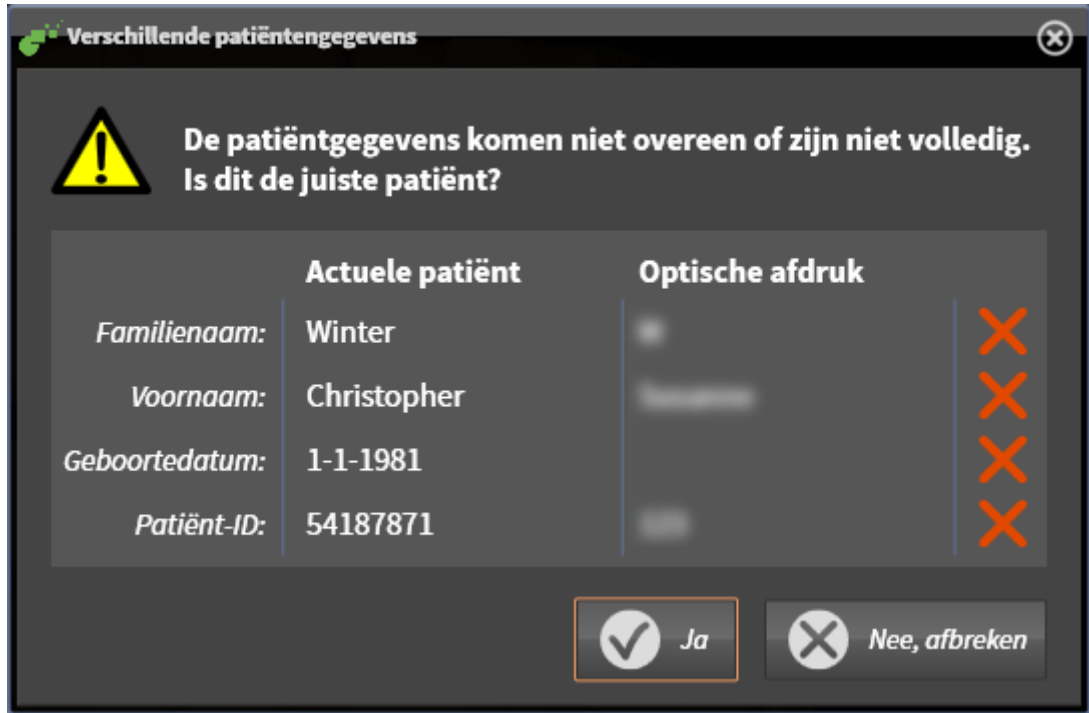 Verschillende patiëntengegevens
De patiëntgegevens komen niet overeen of zijn niet volledig.
Is dit de juiste patiënt?
Actuele patiënt Optische afdruk
Familienaam: Winter
Voornaam: Christopher
Geboortedatum: 1-1-1981
Patiënt-ID: 54187871
Ja Nee, afbreken